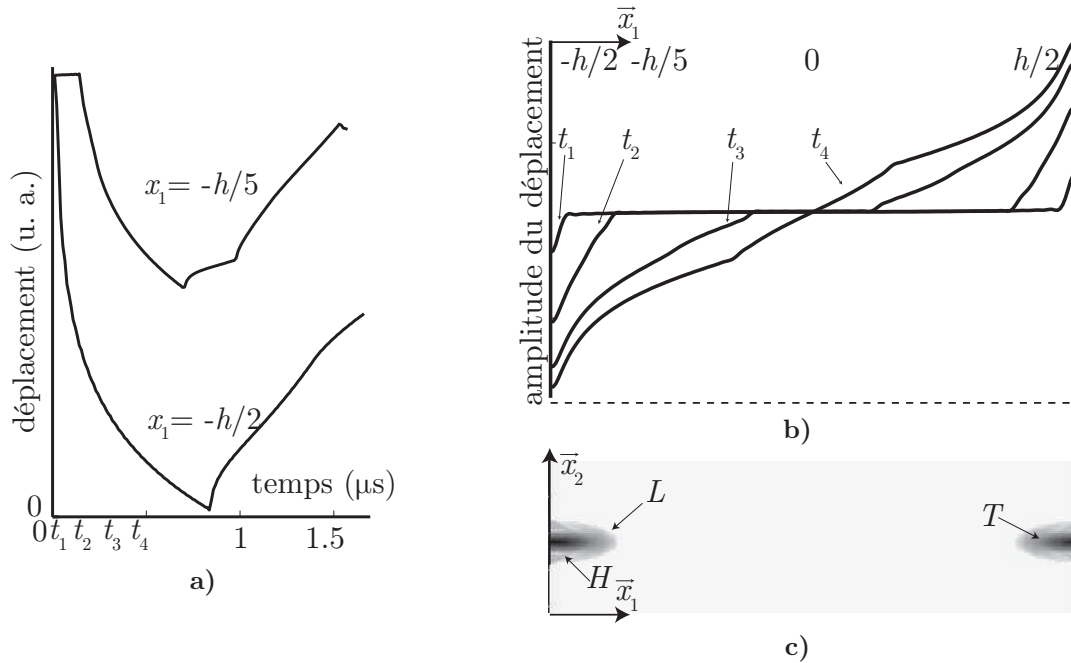 déplacement (u. a.)
x₁= -h/5
x₁= -h/2
temps (μs)
0
0 t₁ t₂ t₃ t₄ 1 1.5
a)
amplitude du déplacement
x⃗₁
-h/2 -h/5 0 h/2
t₁ t₂ t₃ t₄
b)
x⃗₂
L
T
H x⃗₁
c)